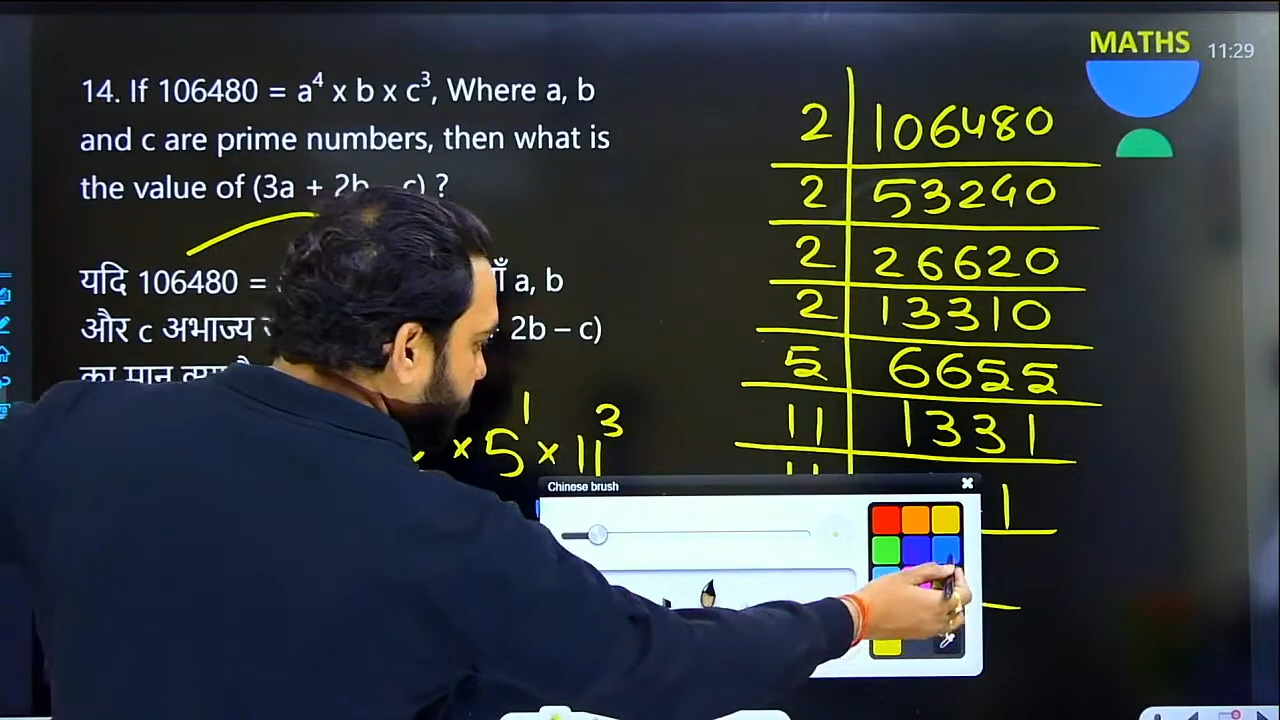 MATHS 11:29
14. If 106480 = a⁴ x b x c³, Where a, b
and c are prime numbers, then what is
the value of (3a + 2b – c) ?
यदि 106480 = ाँ a, b
और c अभाज्य 2b – c)
का मान
× 5¹ × 11³
2 | 106480
2 | 53240
2 | 26620
2 | 13310
5 | 6655
11 | 1331
11 | 1
Chinese brush